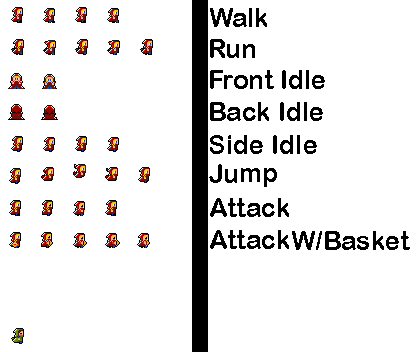 Walk
Run
Front Idle
Back Idle
Side Idle
Jump
Attack
AttackW/Basket